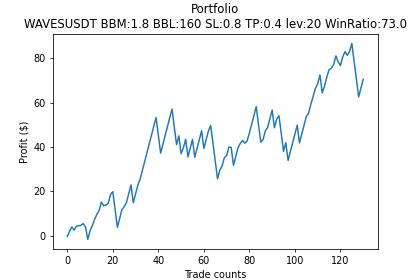 Portfolio
WAVESUSDT BBM:1.8 BBL:160 SL:0.8 TP:0.4 lev:20 WinRatio:73.0
Profit ($)
80
60
40
20
0
0 20 40 60 80 100 120
Trade counts